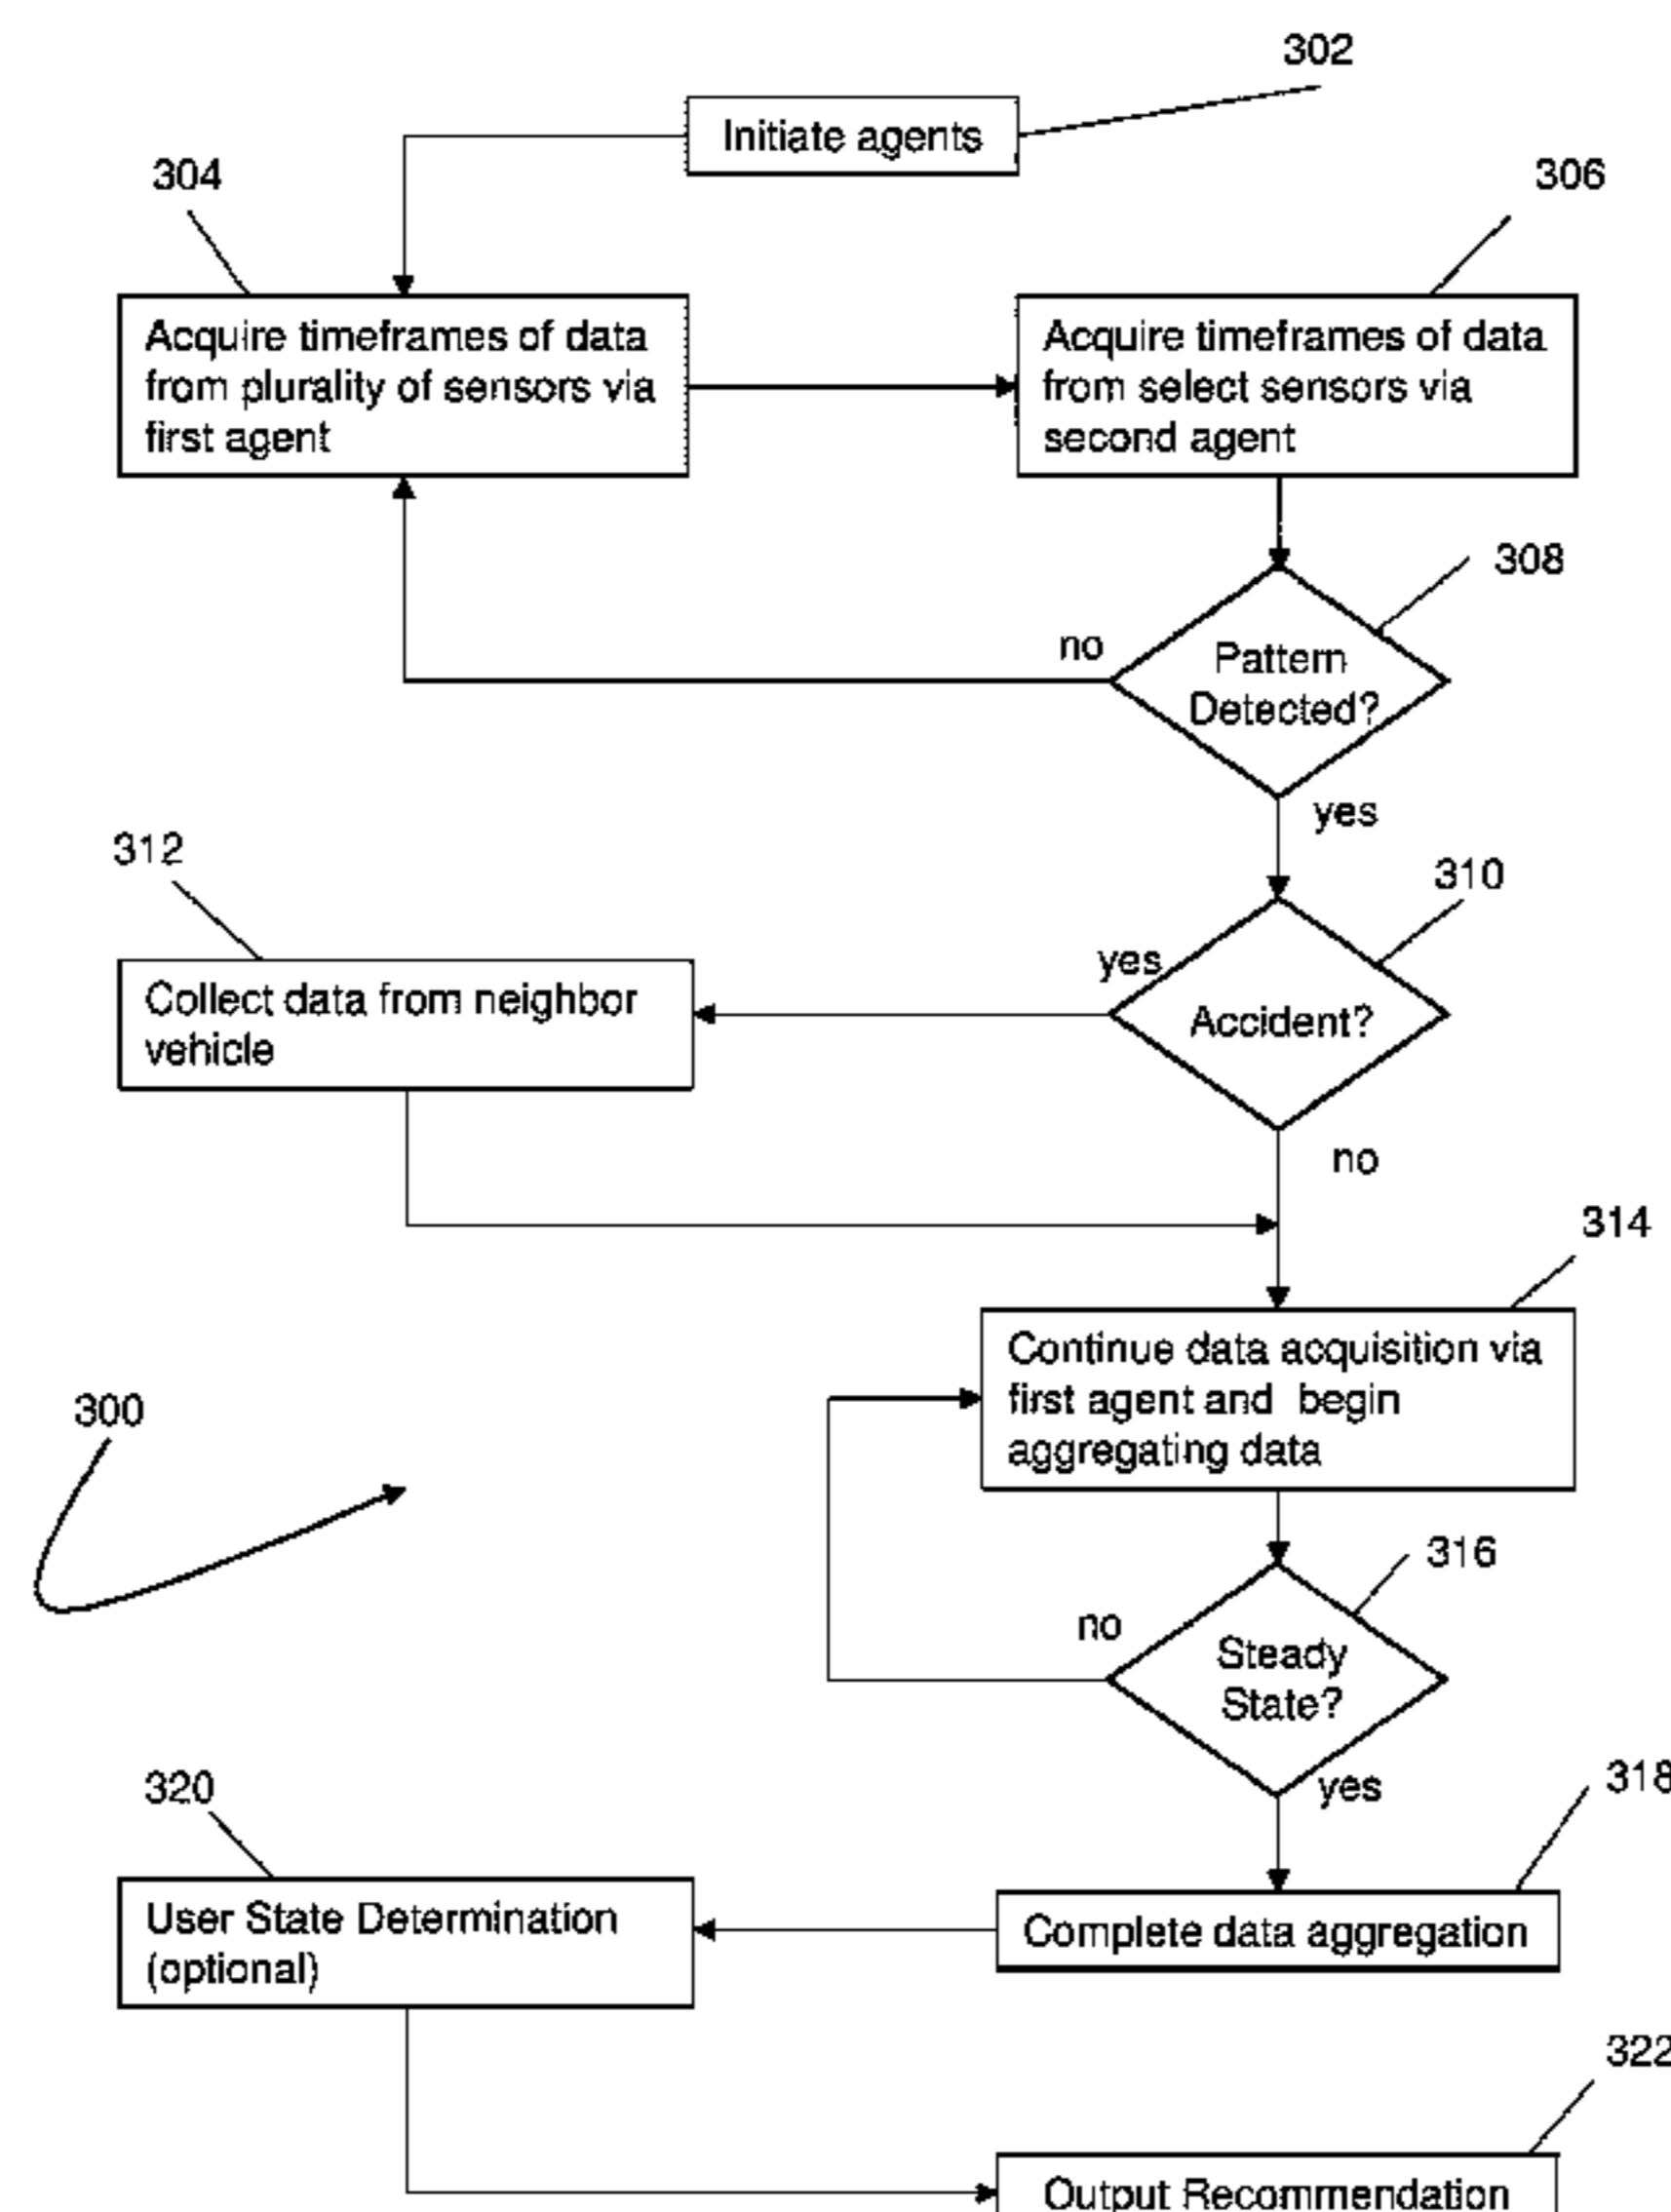 302
Initiate agents
304
306
Acquire timeframes of data
from plurality of sensors via
first agent
Acquire timeframes of data
from select sensors via
second agent
308
no
Pattern
Detected?
yes
312
310
yes
Collect data from neighbor
vehicle
Accident?
no
314
Continue data acquisition via
first agent and begin
aggregating data
300
316
no
Steady
State?
yes
318
320
User State Determination
(optional)
Complete data aggregation
322
Output Recommendation